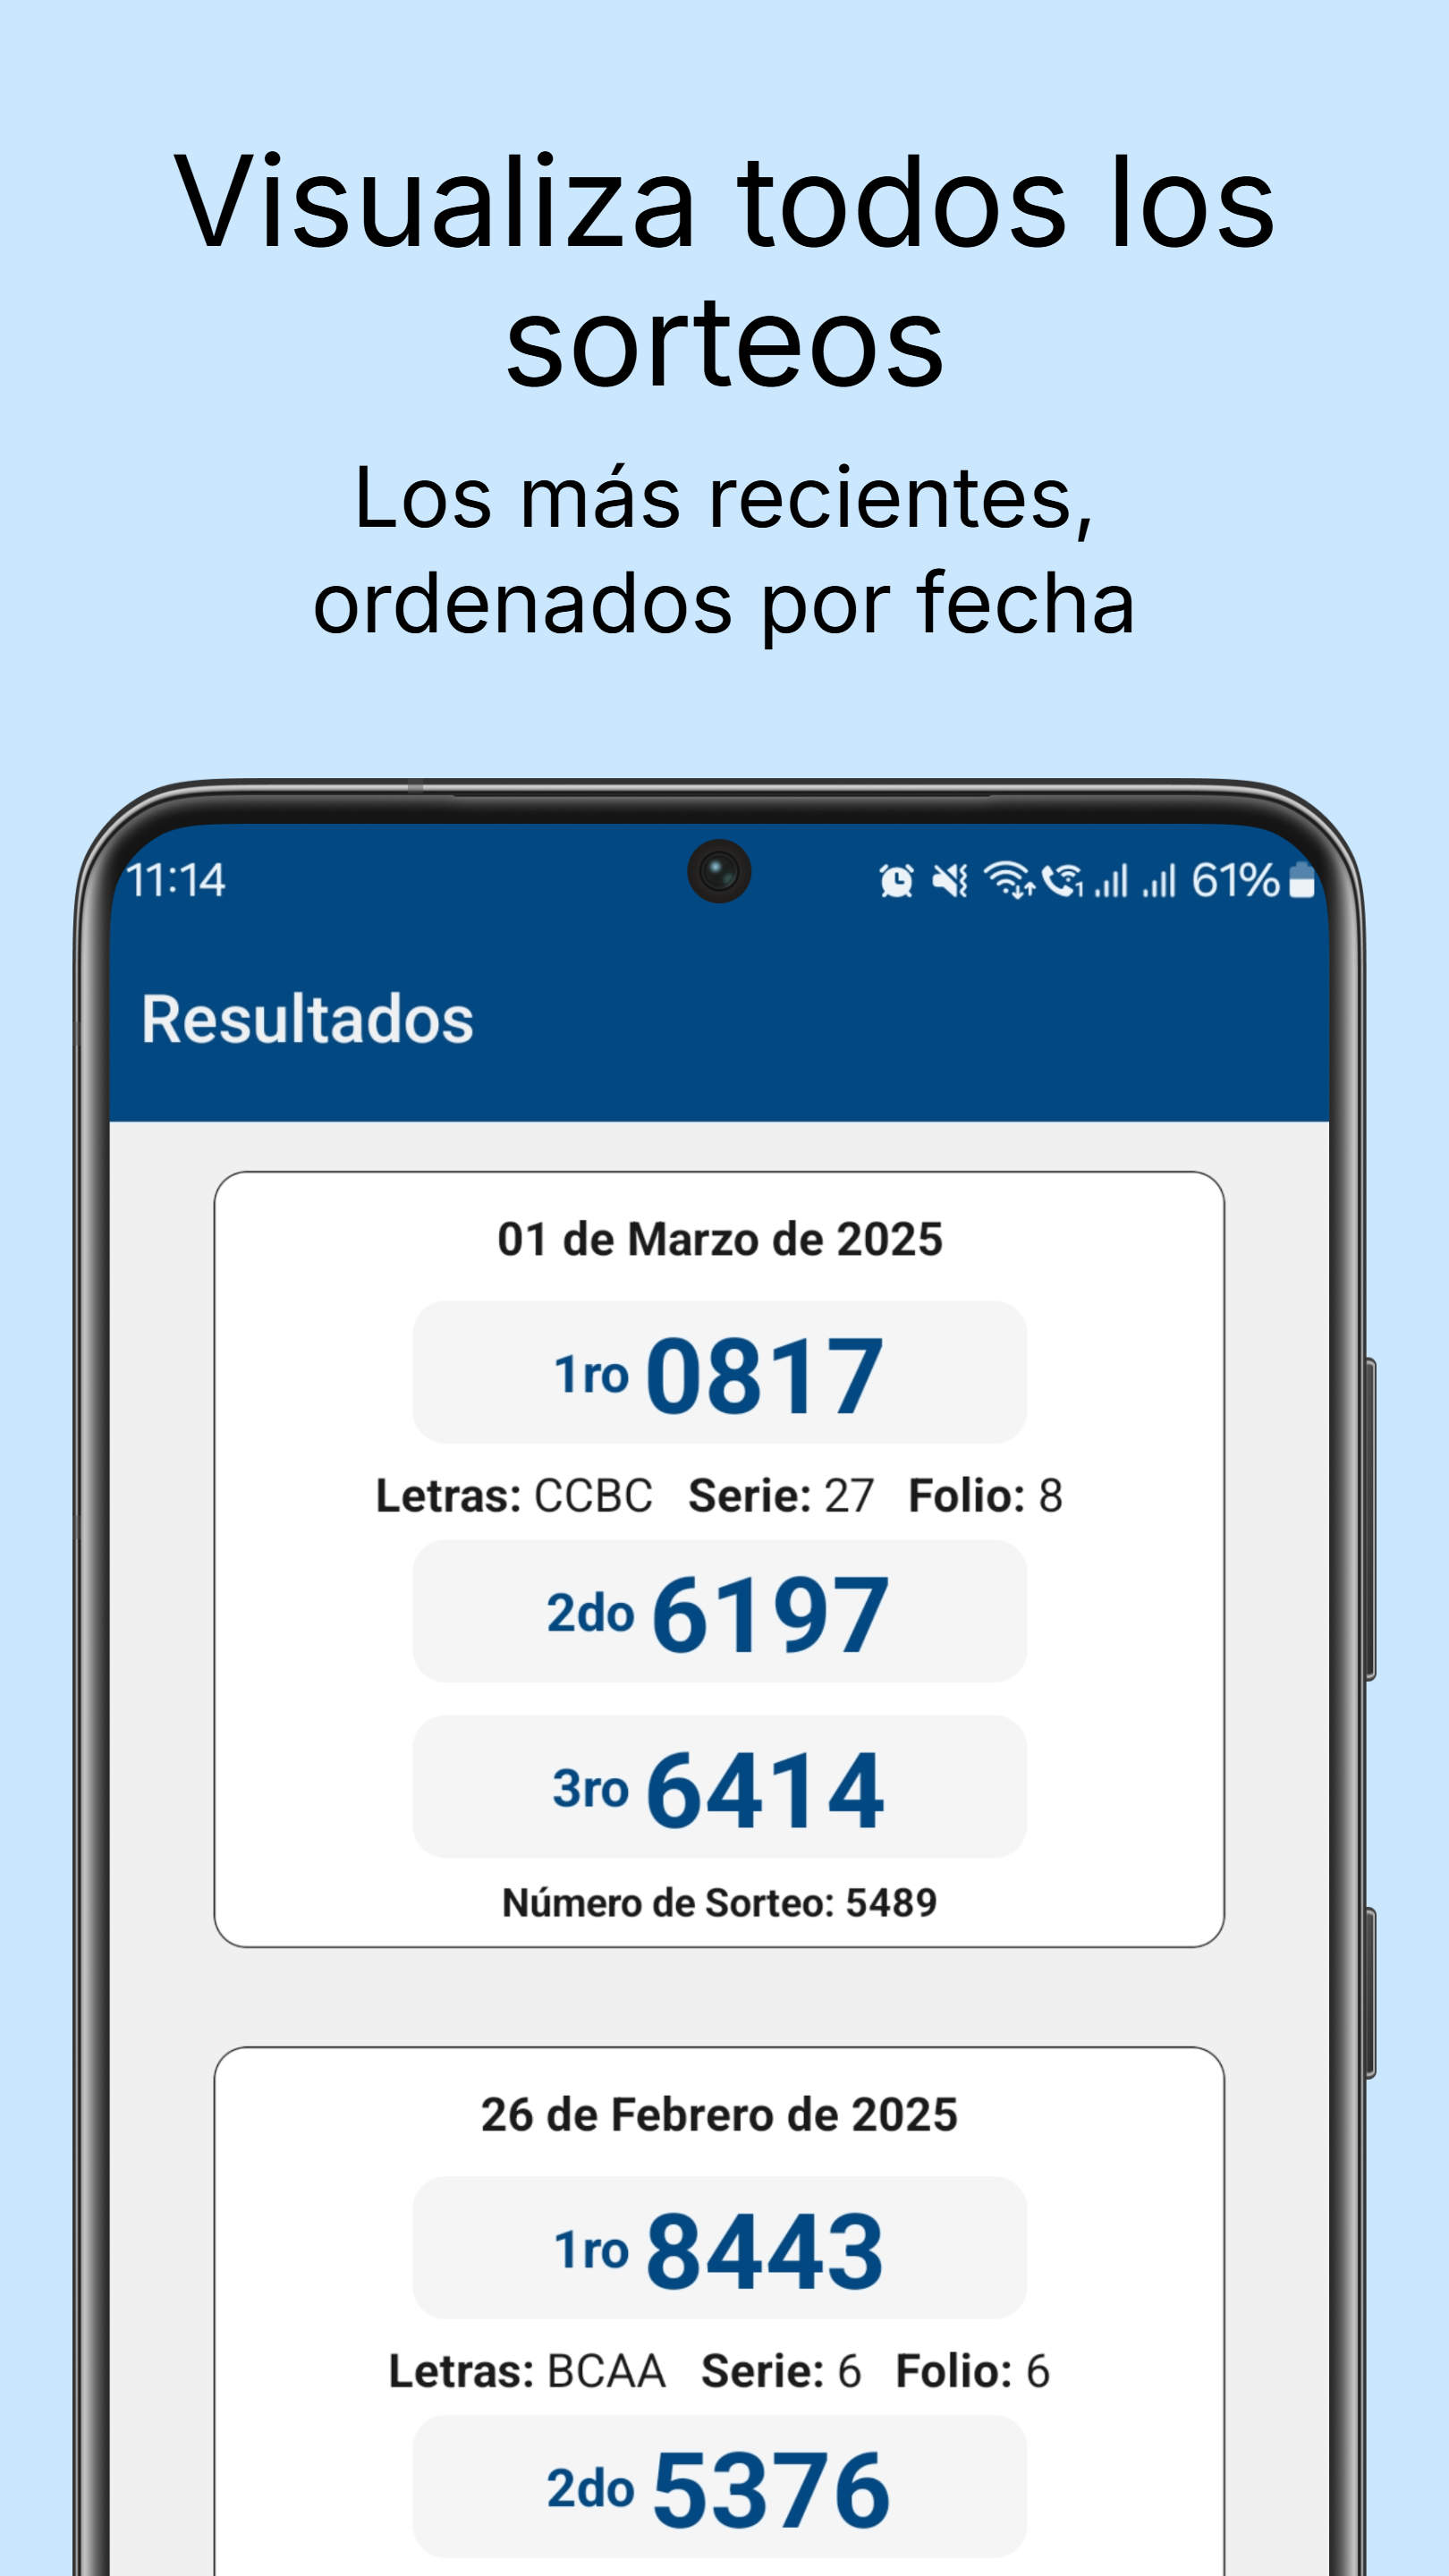 Visualiza todos los
sorteos
Los más recientes,
ordenados por fecha
11:14 1 61%
Resultados
01 de Marzo de 2025
1ro 0817
Letras: CCBC Serie: 27 Folio: 8
2do 6197
3ro 6414
Número de Sorteo: 5489
26 de Febrero de 2025
1ro 8443
Letras: BCAA Serie: 6 Folio: 6
2do 5376